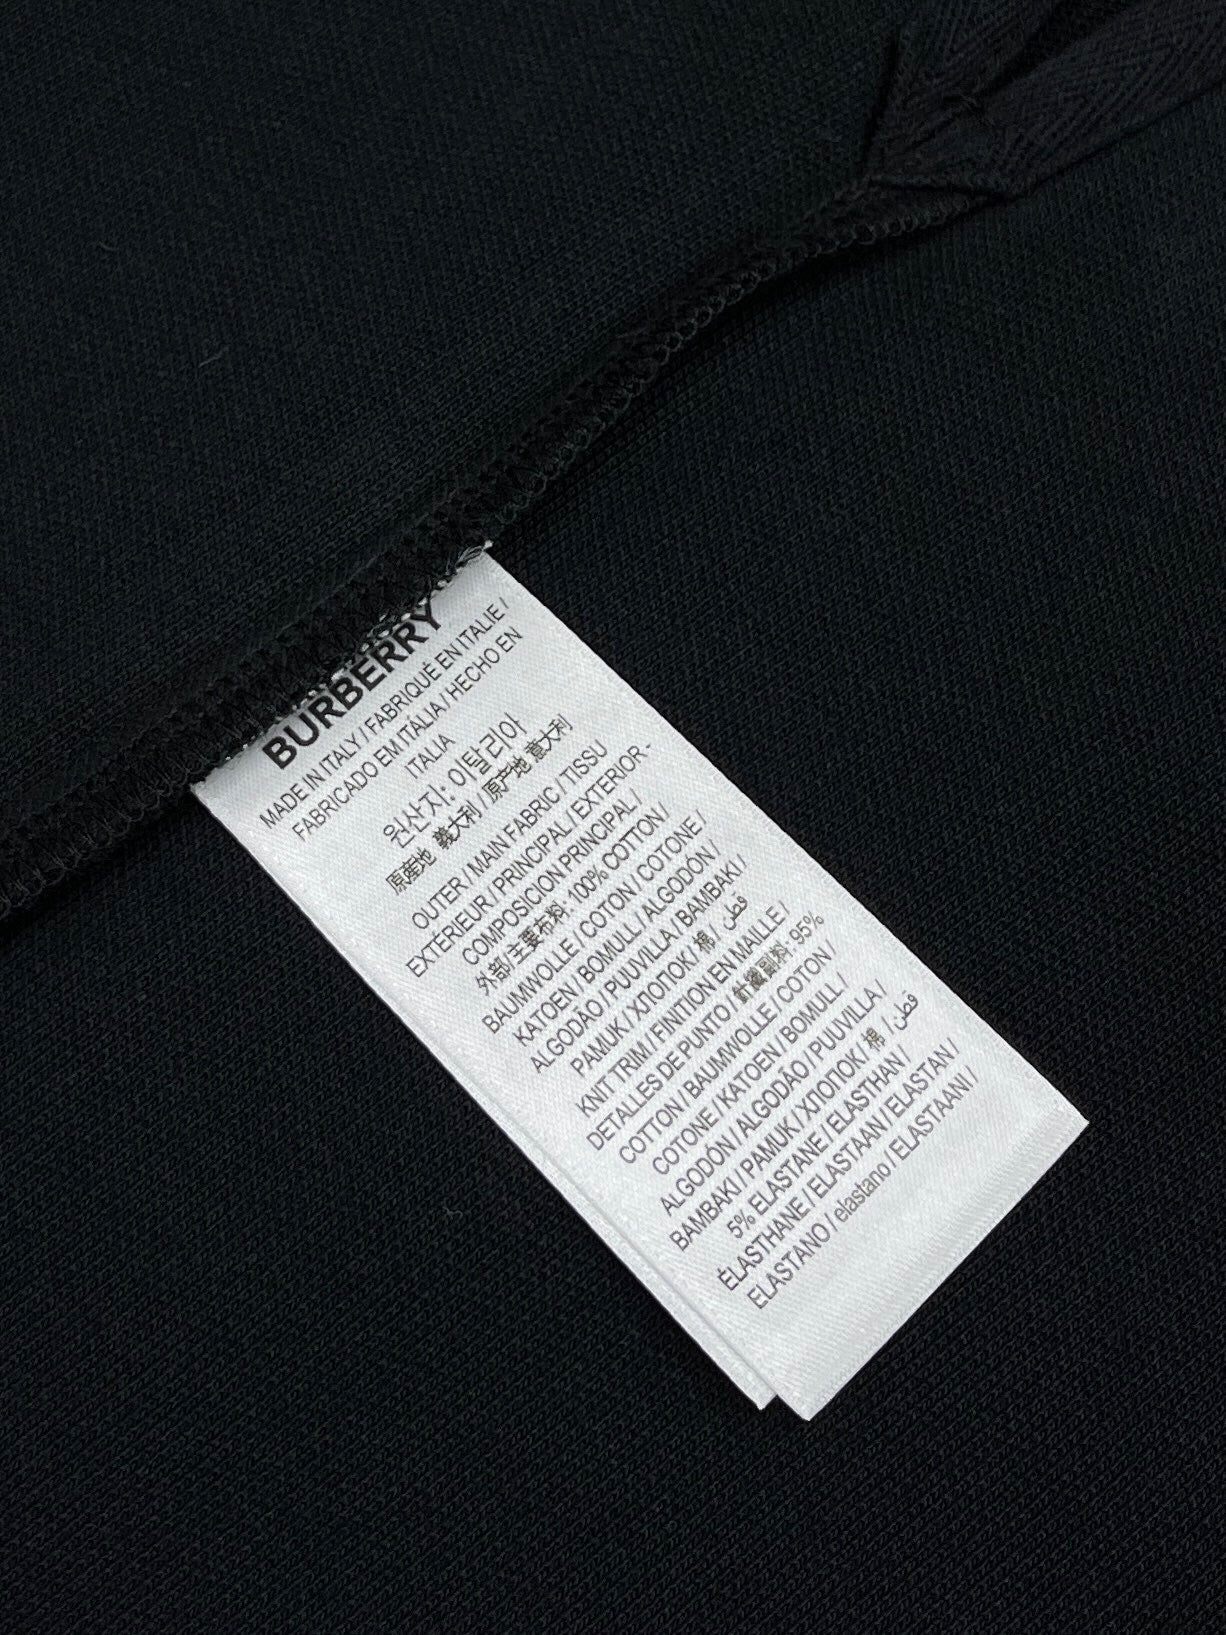 BURBERRY
MADE IN ITALY / FABRIQUÉ EN ITALIE /
FABRICADO EM ITÁLIA / HECHO EN
ITALIA
원산지: 이탈리아
原産地 義大利 / 原产地 意大利
OUTER / MAIN FABRIC / TISSU
EXTERIEUR / PRINCIPAL / EXTERIOR -
COMPOSICION PRINCIPAL /
外部/主要布料: 100% COTTON /
BAUMWOLLE / COTON / COTONE /
KATOEN / BOMULL / ALGODÓN /
ALGODÃO / PUUVILLA / BAMBAKI /
PAMUK / ХЛОПОК / 棉 / قطن
KNIT TRIM / FINITION EN MAILLE /
DETALLES DE PUNTO / 針織副料: 95%
COTTON / BAUMWOLLE / COTON /
COTONE / KATOEN / BOMULL /
ALGODÓN / ALGODÃO / PUUVILLA /
BAMBAKI / PAMUK / ХЛОПОК / 棉 / قطن
5% ELASTANE / ELASTHAN /
ÉLASTHANE / ELASTAAN / ELASTAN /
ELASTANO / elastano / ELASTAANI /